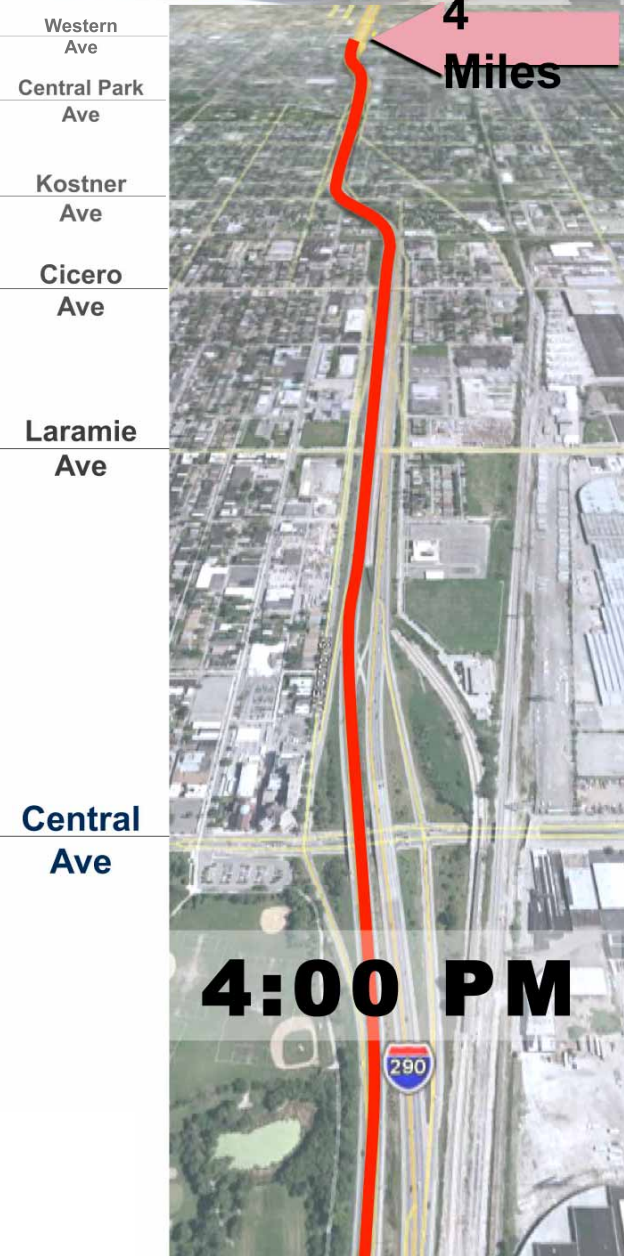 Western
Ave
4
Miles
Central Park
Ave
Kostner
Ave
Cicero
Ave
Laramie
Ave
Central
Ave
4:00 PM
290